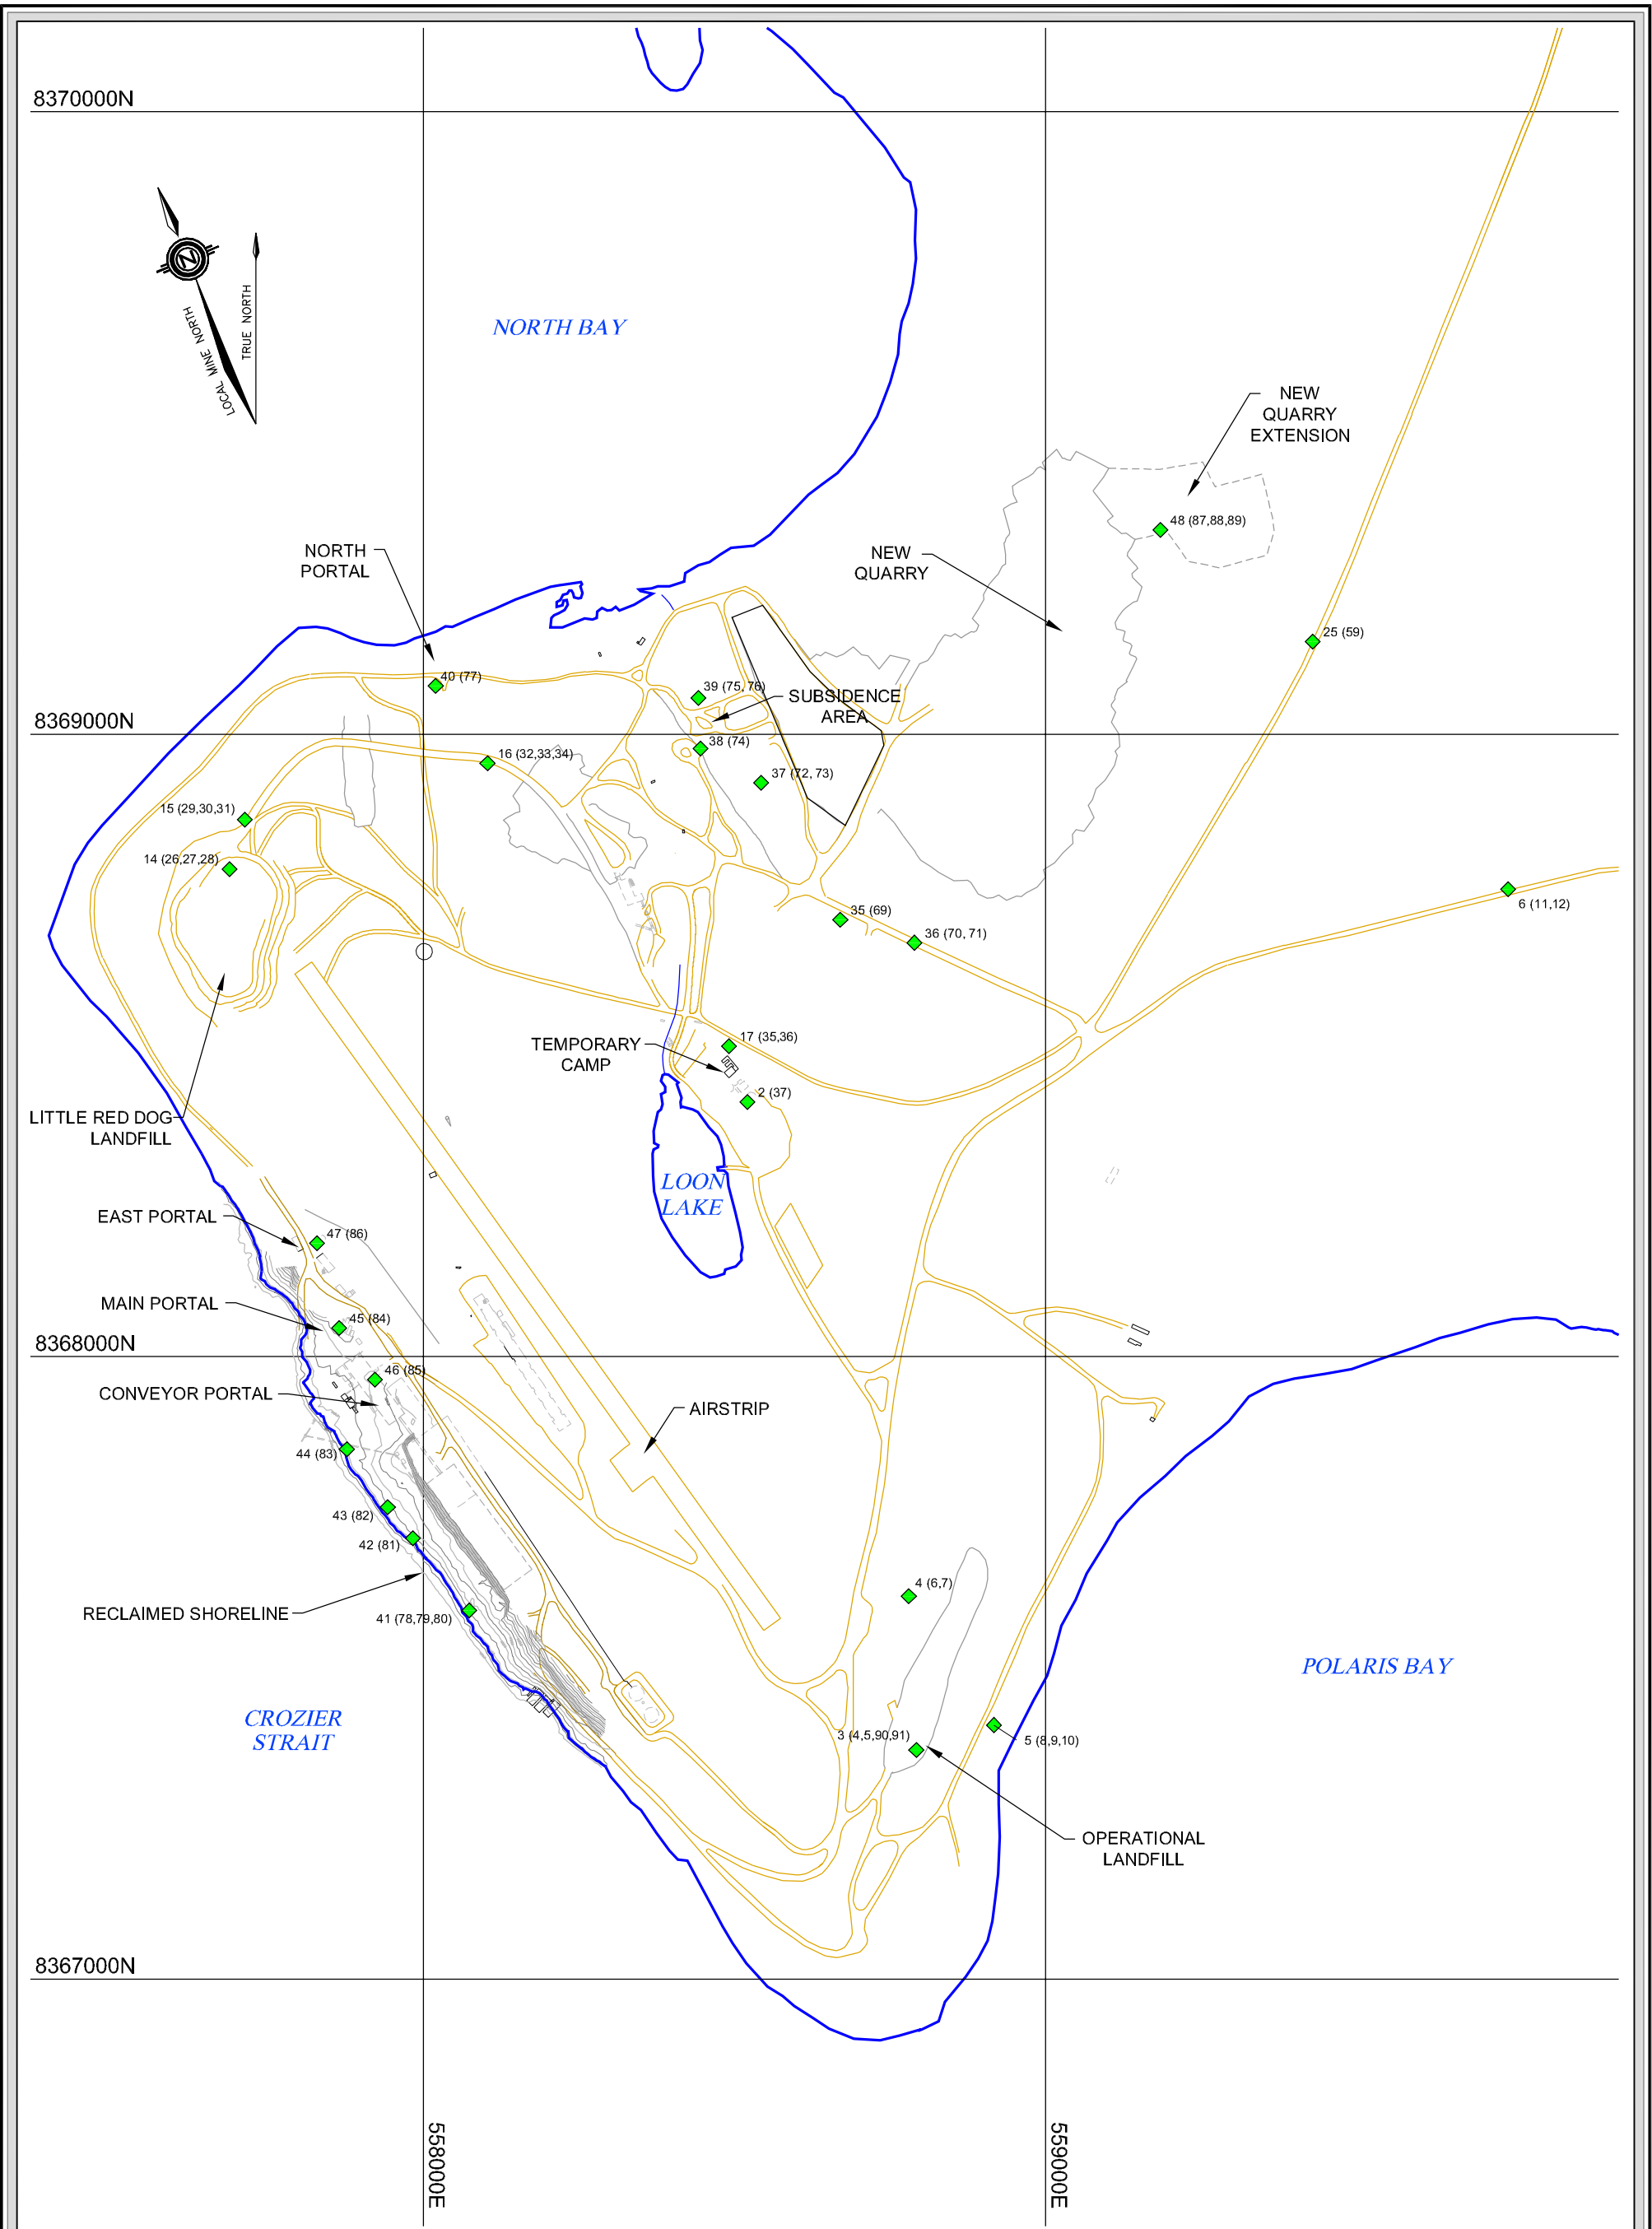 8370000N
TRUE NORTH
LOCAL MINE NORTH
N
NORTH BAY
NEW
QUARRY
EXTENSION
48 (87,88,89)
NORTH
PORTAL
NEW
QUARRY
25 (59)
40 (77)
39 (75, 76)
SUBSIDENCE
AREA
8369000N
38 (74)
16 (32,33,34)
37 (72, 73)
15 (29,30,31)
14 (26,27,28)
6 (11,12)
35 (69)
36 (70, 71)
17 (35,36)
TEMPORARY
CAMP
2 (37)
LITTLE RED DOG
LANDFILL
LOON
LAKE
EAST PORTAL
47 (86)
MAIN PORTAL
45 (84)
8368000N
46 (85)
CONVEYOR PORTAL
AIRSTRIP
44 (83)
43 (82)
42 (81)
4 (6,7)
RECLAIMED SHORELINE
41 (78,79,80)
POLARIS BAY
CROZIER
STRAIT
3 (4,5,90,91)
5 (8,9,10)
OPERATIONAL
LANDFILL
8367000N
558000E
559000E